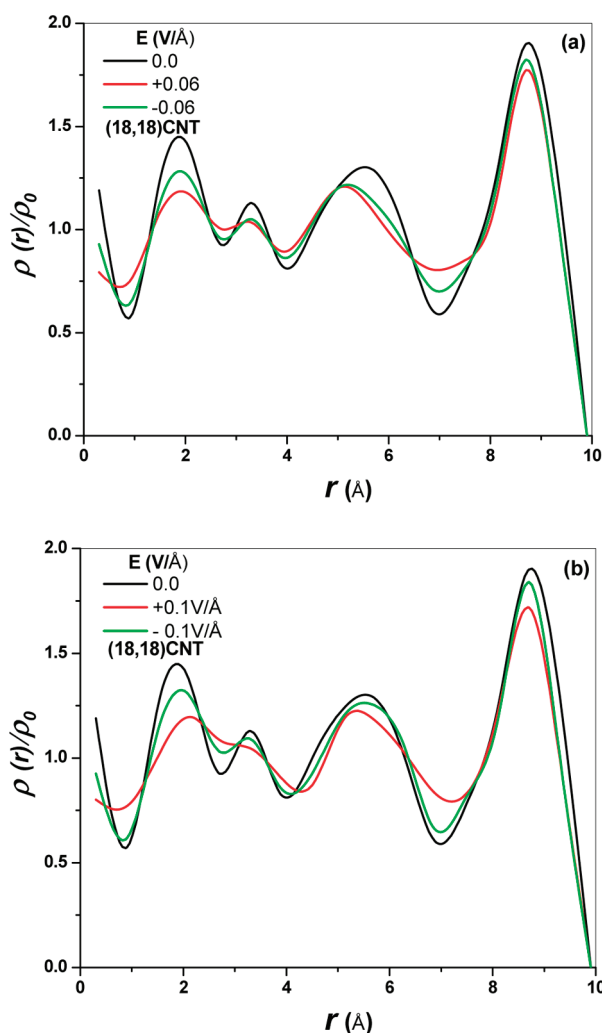 2.0
E (V/Å)
(a)
0.0
+0.06
-0.06
(18,18)CNT
1.5
1.0
0.5
0.0
ρ (r)/ρ0
0 2 4 6 8 10
r (Å)
2.0
E (V/Å)
(b)
0.0
+0.1V/Å
- 0.1V/Å
(18,18)CNT
1.5
1.0
0.5
0.0
ρ (r)/ρ0
0 2 4 6 8 10
r (Å)